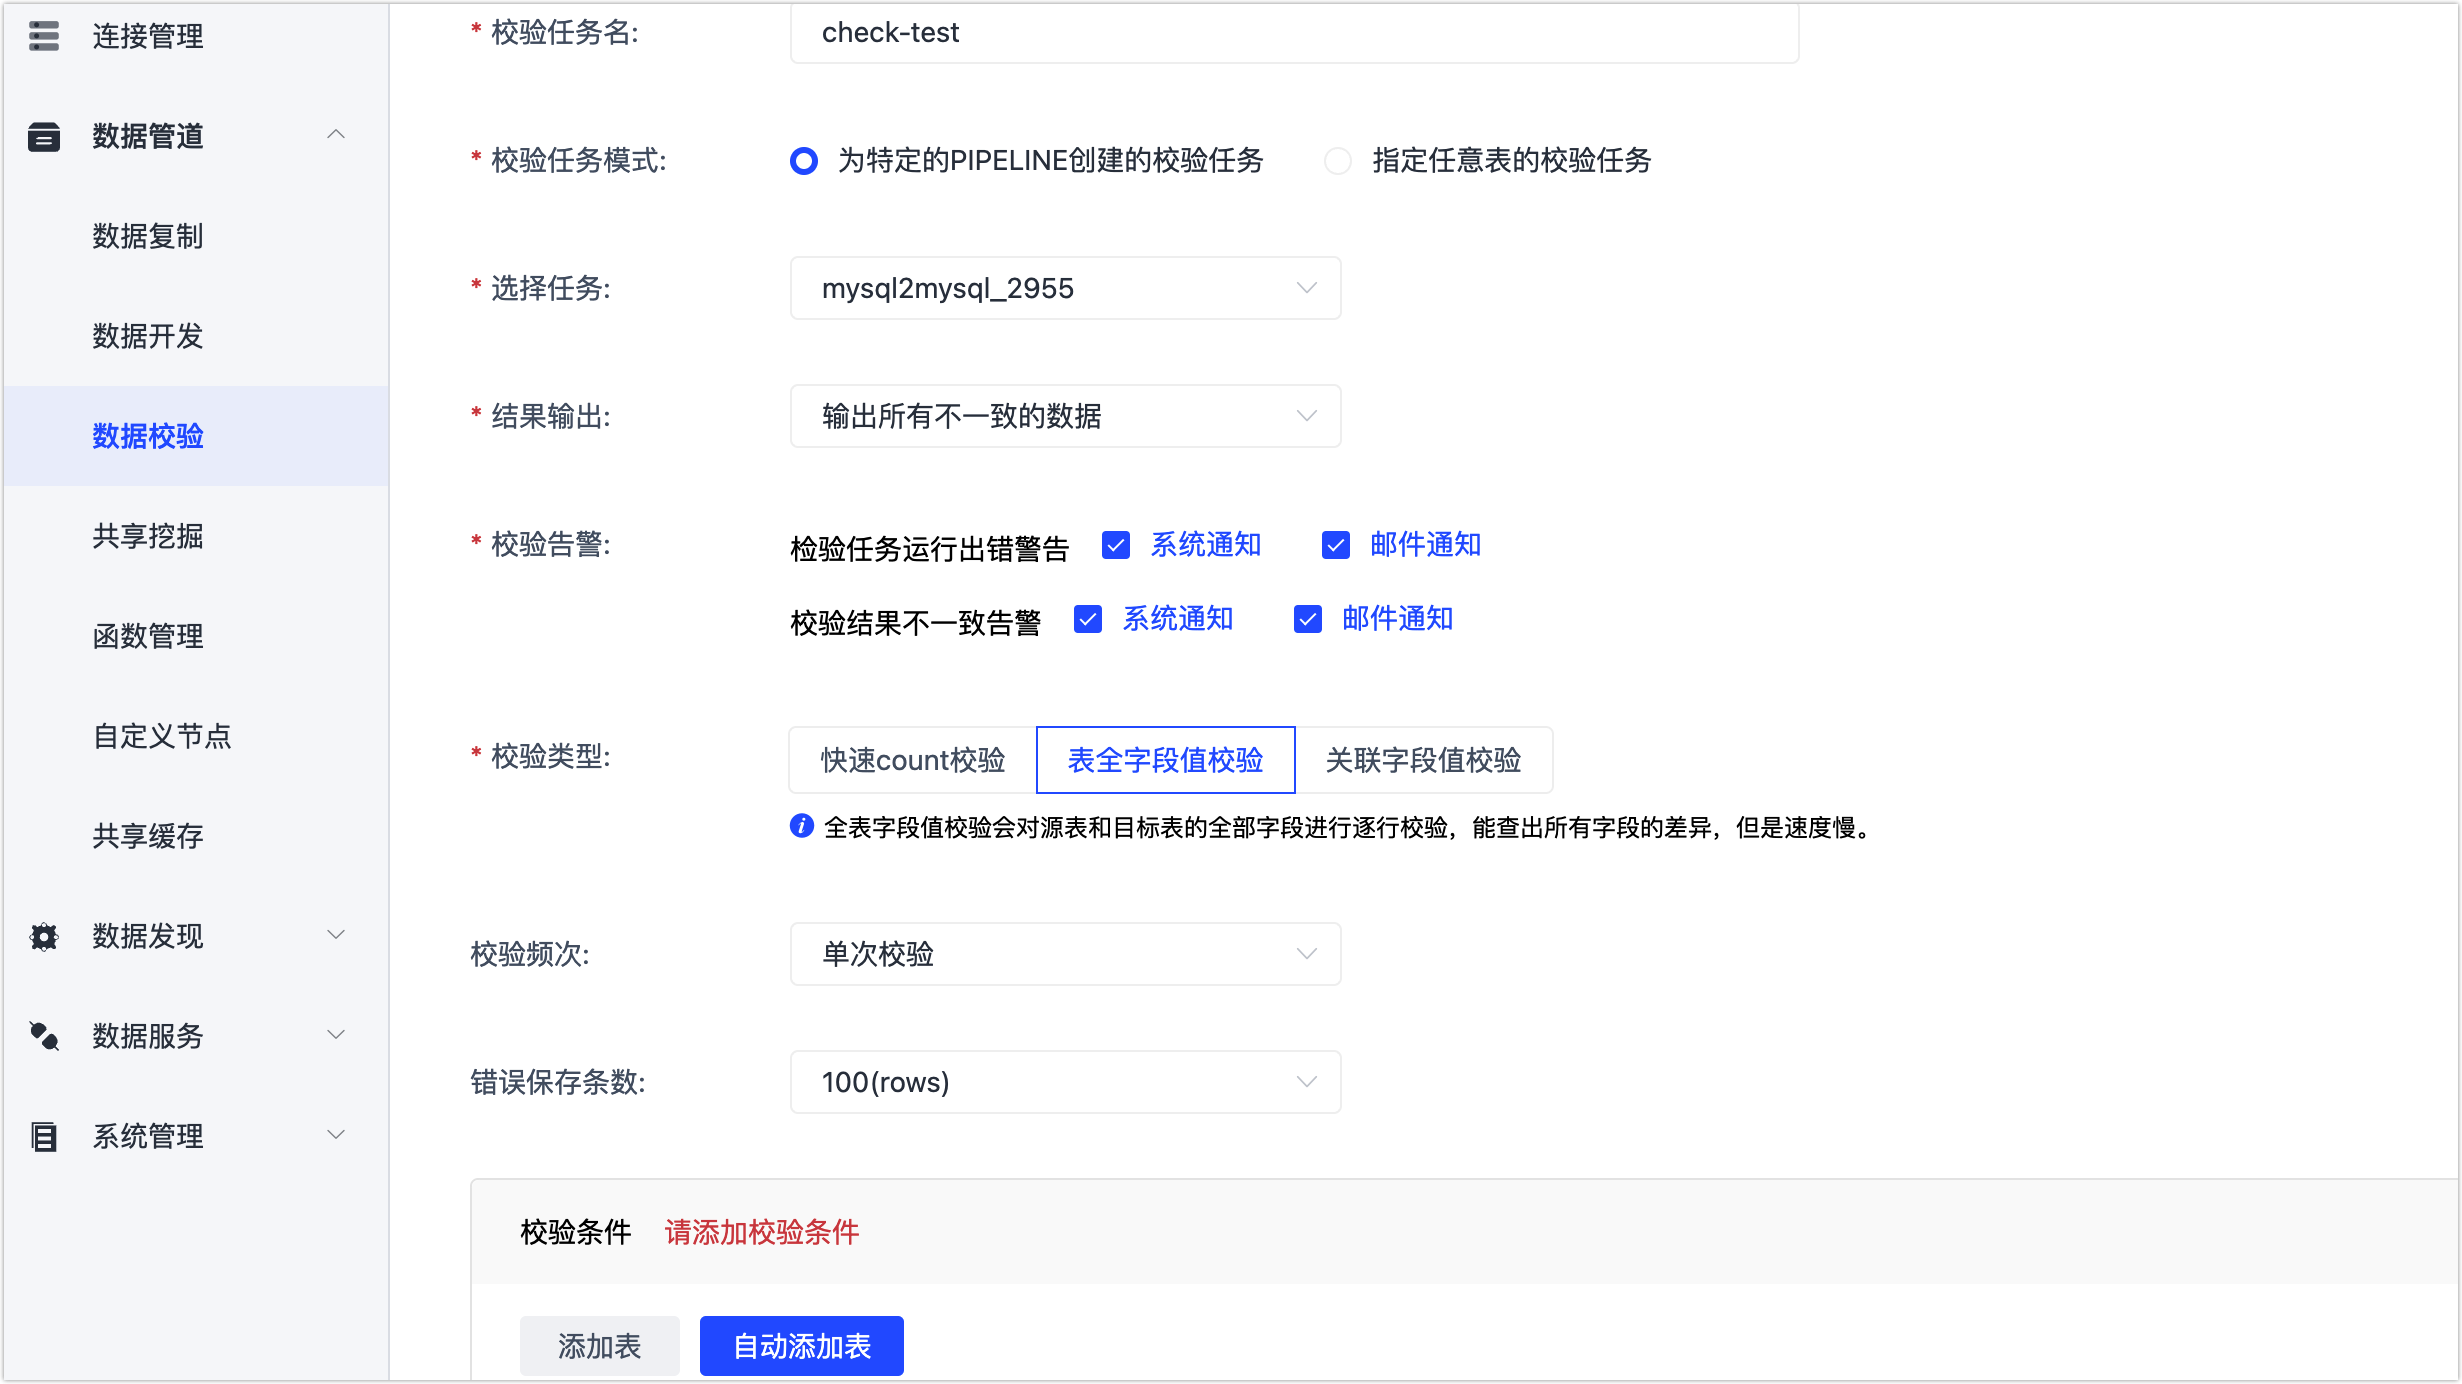 连接管理
数据管道
数据复制
数据开发
数据校验
共享挖掘
函数管理
自定义节点
共享缓存
数据发现
数据服务
系统管理
* 校验任务名: check-test
* 校验任务模式: 为特定的PIPELINE创建的校验任务 指定任意表的校验任务
* 选择任务: mysql2mysql_2955
* 结果输出: 输出所有不一致的数据
* 校验告警: 检验任务运行出错警告 系统通知 邮件通知
校验结果不一致告警 系统通知 邮件通知
* 校验类型: 快速count校验 表全字段值校验 关联字段值校验
全表字段值校验会对源表和目标表的全部字段进行逐行校验，能查出所有字段的差异，但是速度慢。
校验频次: 单次校验
错误保存条数: 100(rows)
校验条件 请添加校验条件
添加表 自动添加表